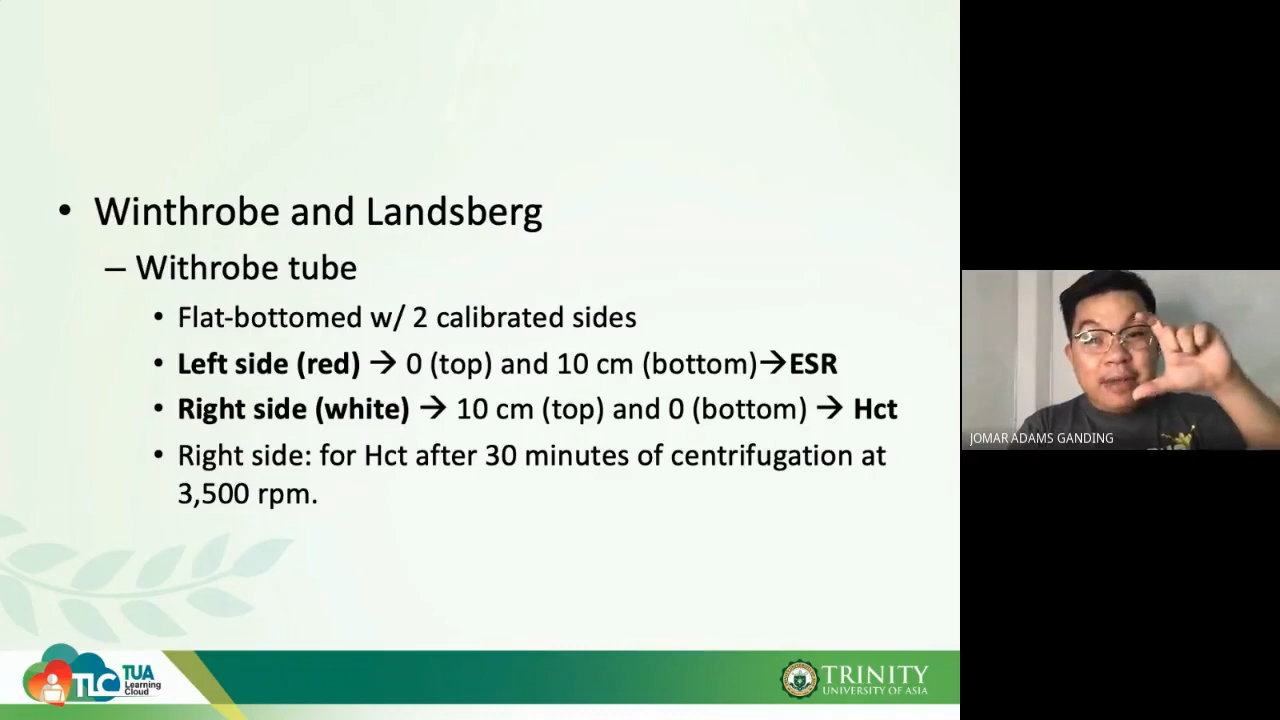 • Winthrobe and Landsberg
– Withrobe tube
• Flat-bottomed w/ 2 calibrated sides
• Left side (red) → 0 (top) and 10 cm (bottom)→ESR
• Right side (white) → 10 cm (top) and 0 (bottom) → Hct
• Right side: for Hct after 30 minutes of centrifugation at
3,500 rpm.
JOMAR ADAMS GANDING
TLC
TUA
Learning
Cloud
TRINITY
UNIVERSITY OF ASIA